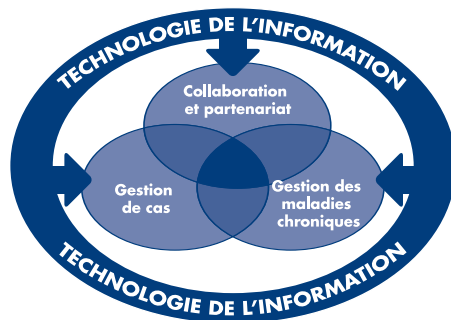 TECHNOLOGIE DE L'INFORMATION
Collaboration
et partenariat
Gestion
de cas
Gestion des
maladies
chroniques
TECHNOLOGIE DE L'INFORMATION